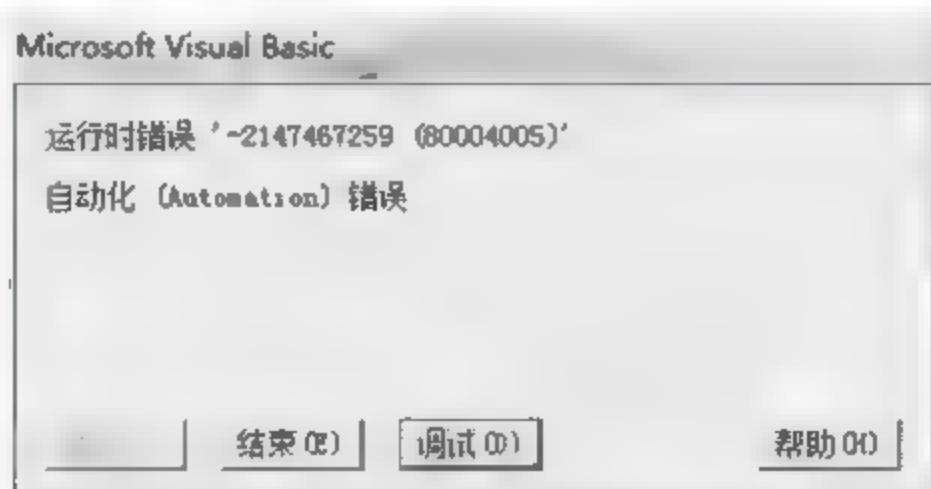 Microsoft Visual Basic
运行时错误 '-2147467259 (80004005)'
自动化 (Automation) 错误
结束(E)
调试(D)
帮助(H)